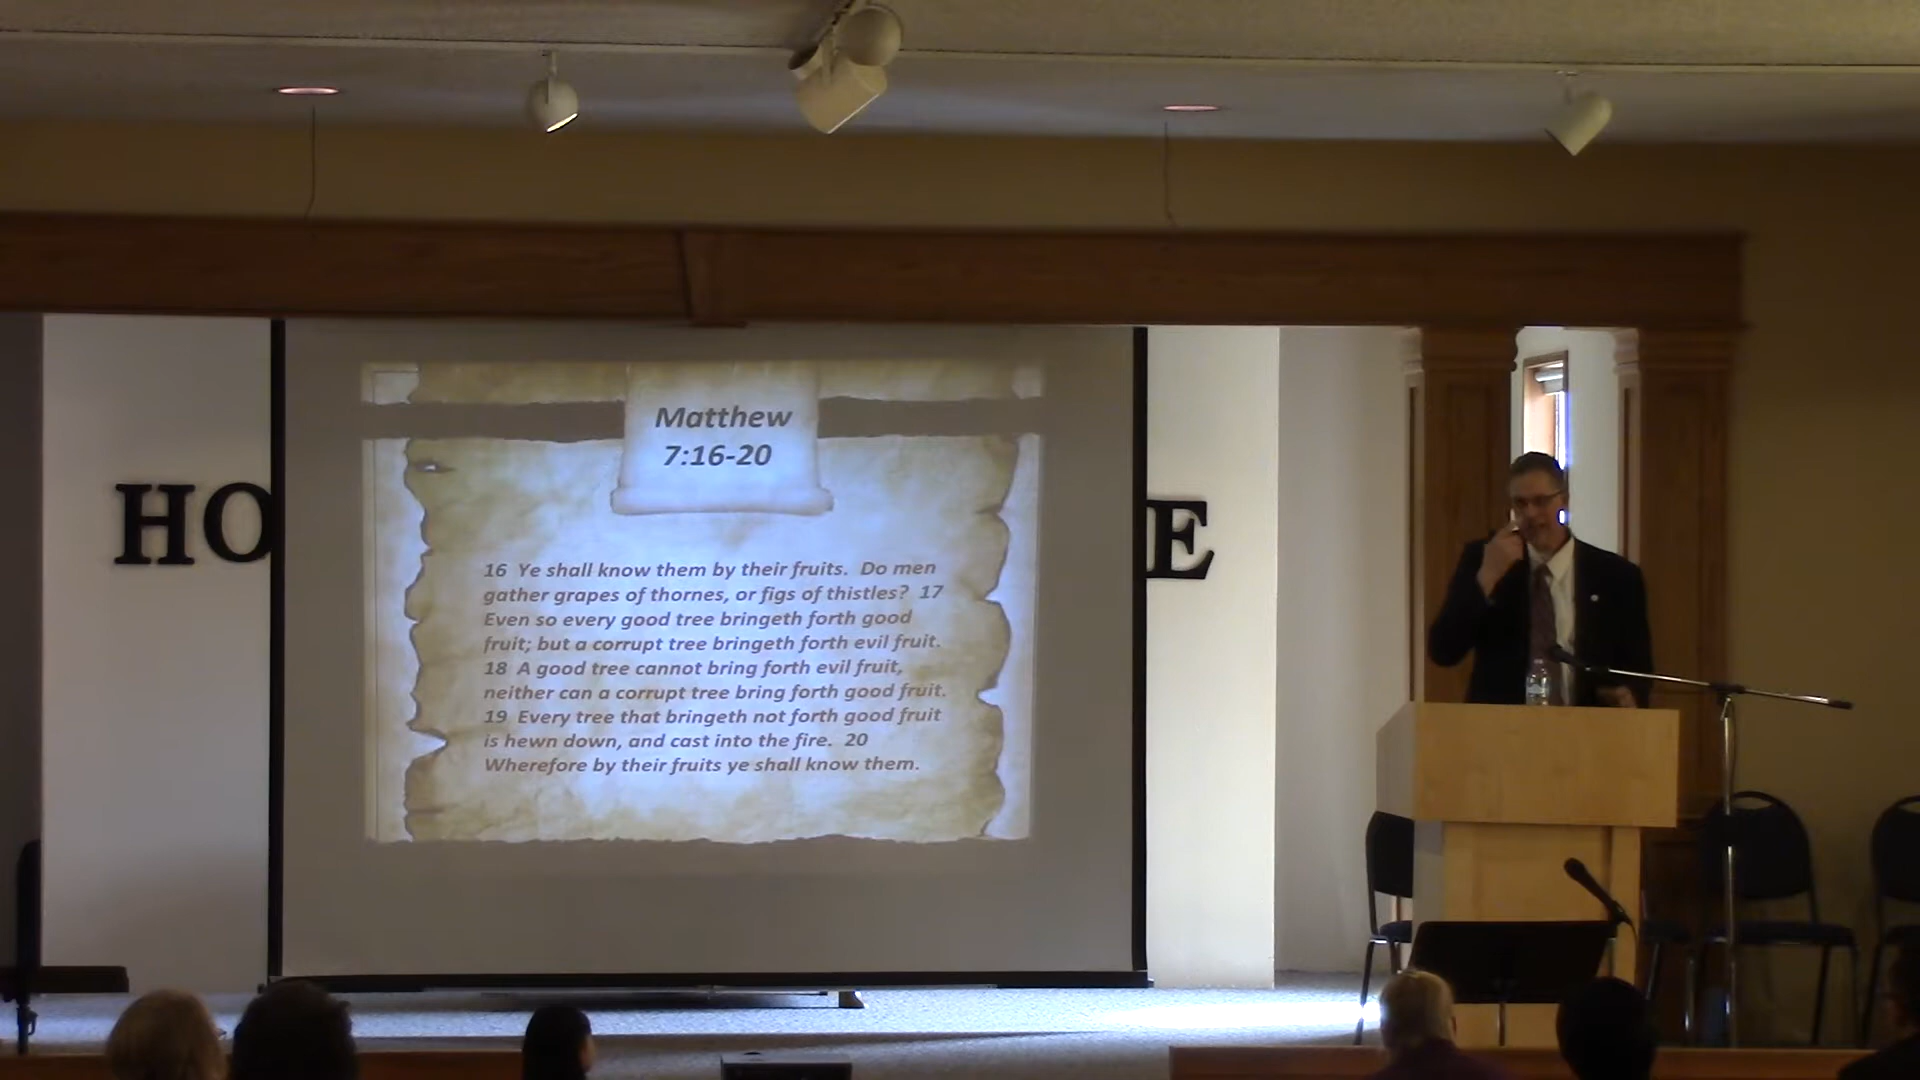 HO
E
Matthew
7:16-20
16 Ye shall know them by their fruits. Do men
gather grapes of thornes, or figs of thistles? 17
Even so every good tree bringeth forth good
fruit; but a corrupt tree bringeth forth evil fruit.
18 A good tree cannot bring forth evil fruit,
neither can a corrupt tree bring forth good fruit.
19 Every tree that bringeth not forth good fruit
is hewn down, and cast into the fire. 20
Wherefore by their fruits ye shall know them.